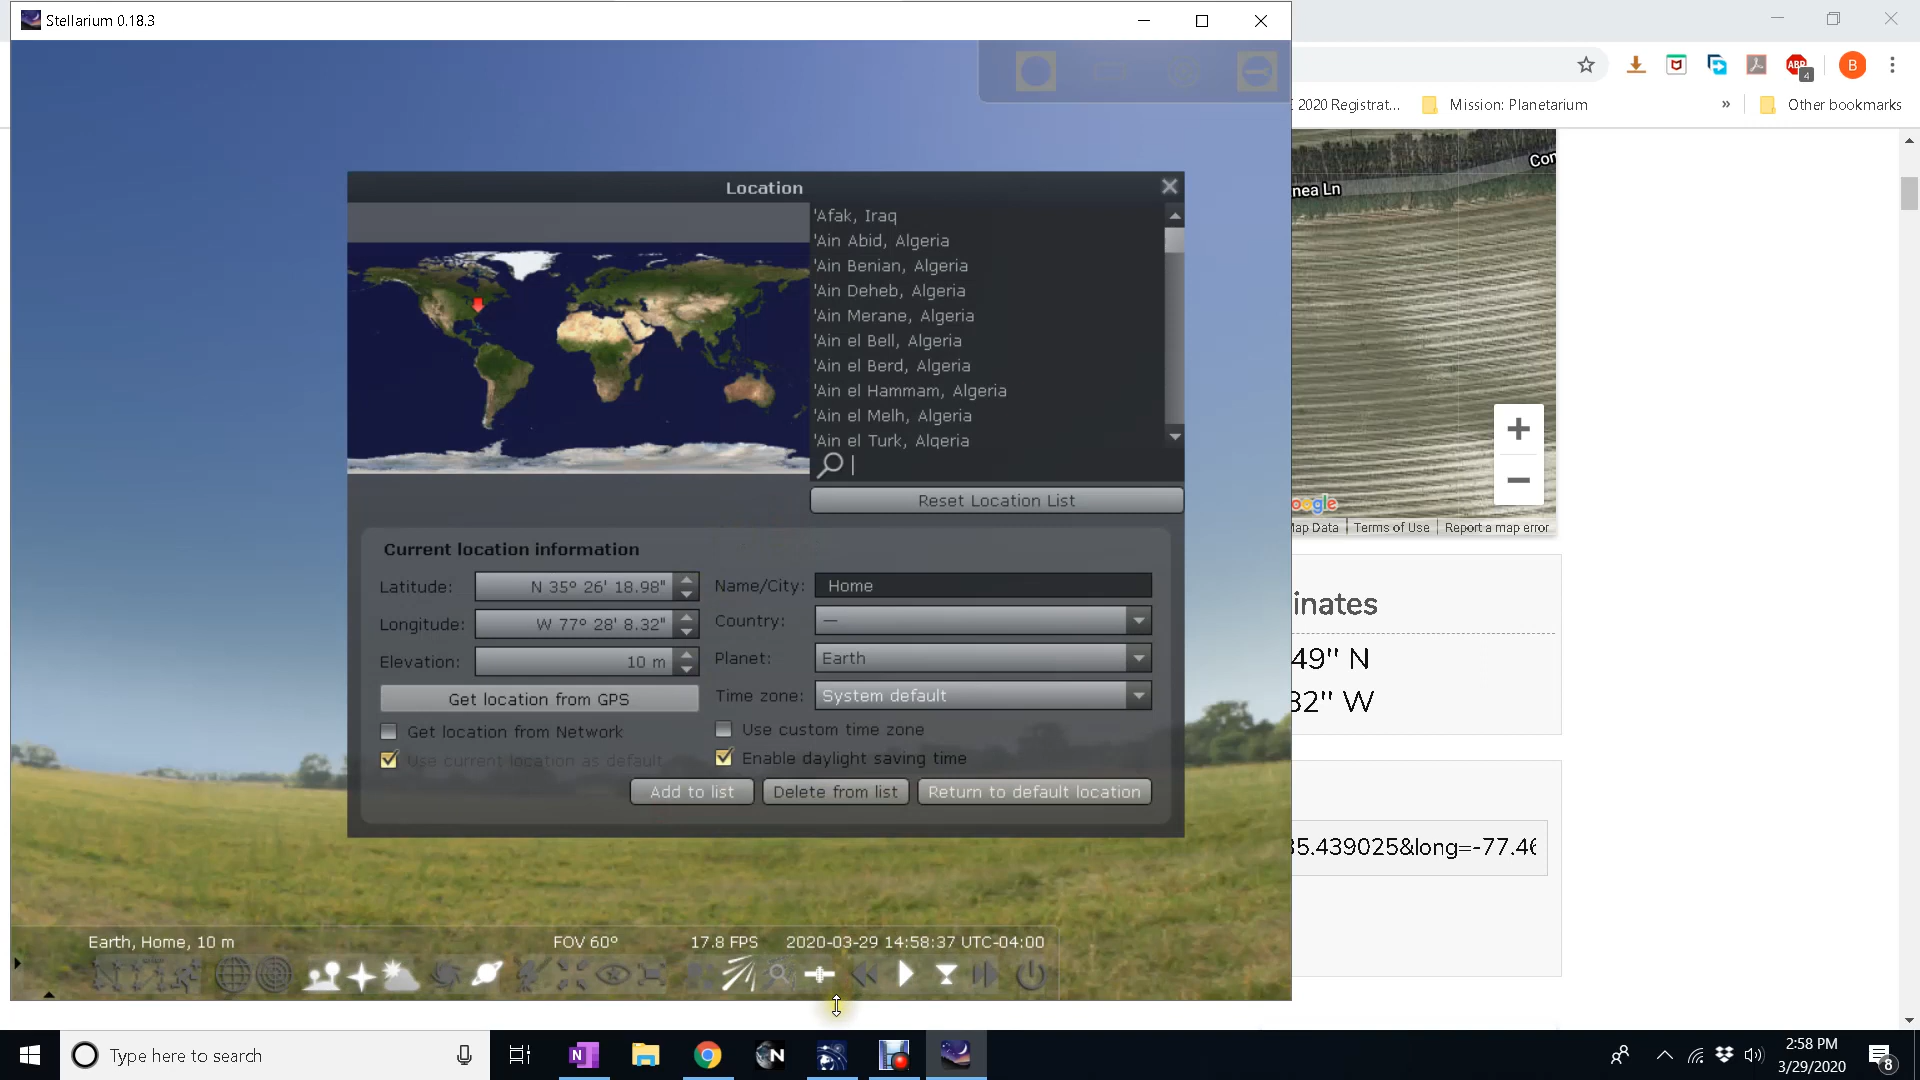 Stellarium 0.18.3
B
ABP
4
2020 Registrat...
Mission: Planetarium
»
Other bookmarks
Location
'Afak, Iraq
'Ain Abid, Algeria
'Ain Benian, Algeria
'Ain Deheb, Algeria
'Ain Merane, Algeria
'Ain el Bell, Algeria
'Ain el Berd, Algeria
'Ain el Hammam, Algeria
'Ain el Melh, Algeria
'Ain el Turk, Algeria
Reset Location List
Current location information
Latitude: N 35° 26' 18.98"
Longitude: W 77° 28' 8.32"
Elevation: 10 m
Get location from GPS
Get location from Network
Use current location as default
Name/City: Home
Country: —
Planet: Earth
Time zone: System default
Use custom time zone
Enable daylight saving time
Add to list
Delete from list
Return to default location
Con
nea Ln
+
−
oogle
Map Data
Terms of Use
Report a map error
inates
49" N
32" W
35.439025&long=-77.46
Earth, Home, 10 m
FOV 60°
17.8 FPS
2020-03-29 14:58:37 UTC-04:00
Type here to search
N
N
2:58 PM
3/29/2020
8